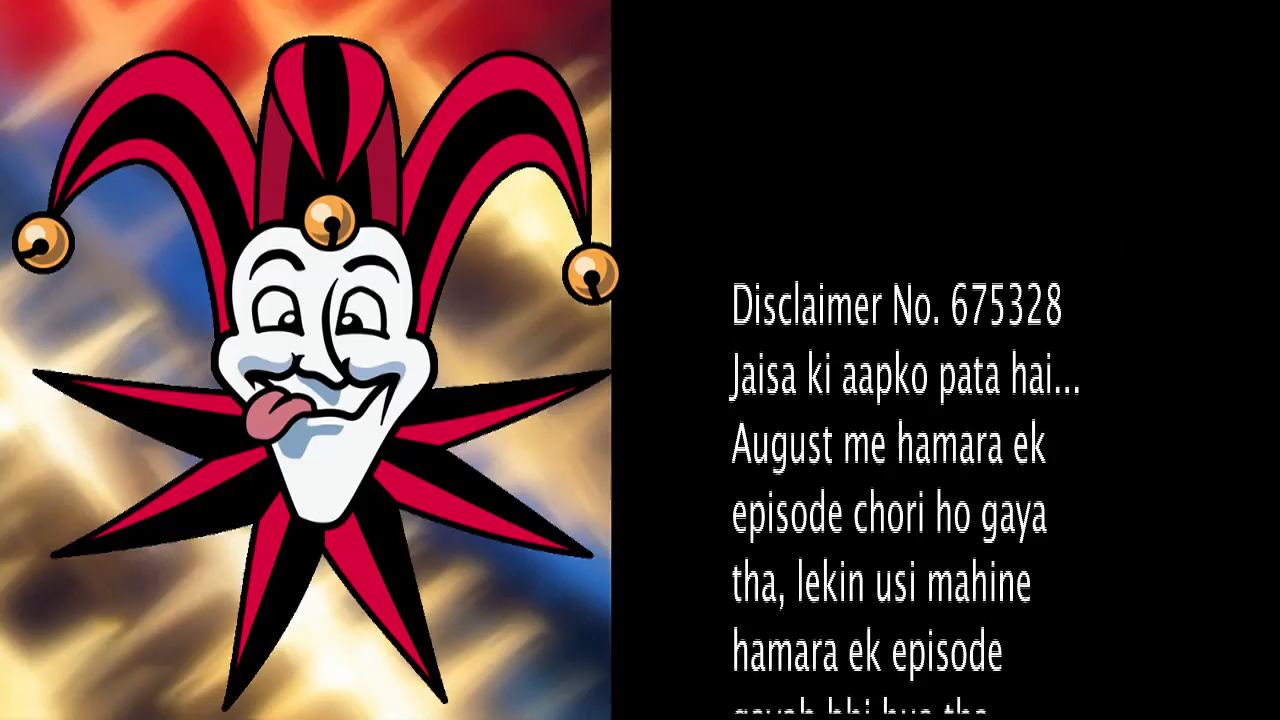 Disclaimer No. 675328
Jaisa ki aapko pata hai...
August me hamara ek
episode chori ho gaya
tha, lekin usi mahine
hamara ek episode